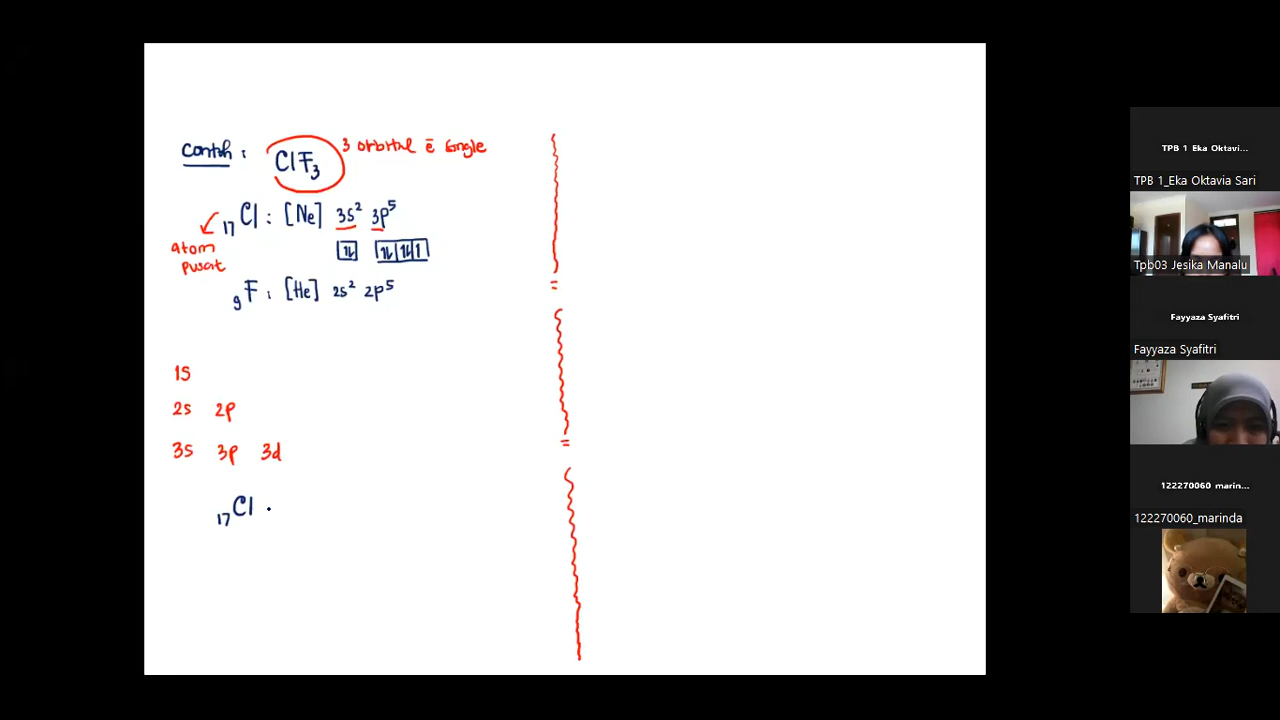 Contoh : ClF₃ 3 orbital ē single
₁₇Cl : [Ne] 3s² 3p⁵
atom
pusat
⥮ ⥮ ⥮ 1
₉F : [He] 2s² 2p⁵
1s
2s 2p
3s 3p 3d
₁₇Cl
=
=
TPB 1 Eka Oktavi...
TPB 1_Eka Oktavia Sari
Tpb03 Jesika Manalu
Fayyaza Syafitri
Fayyaza Syafitri
122270060 marin...
122270060_marinda